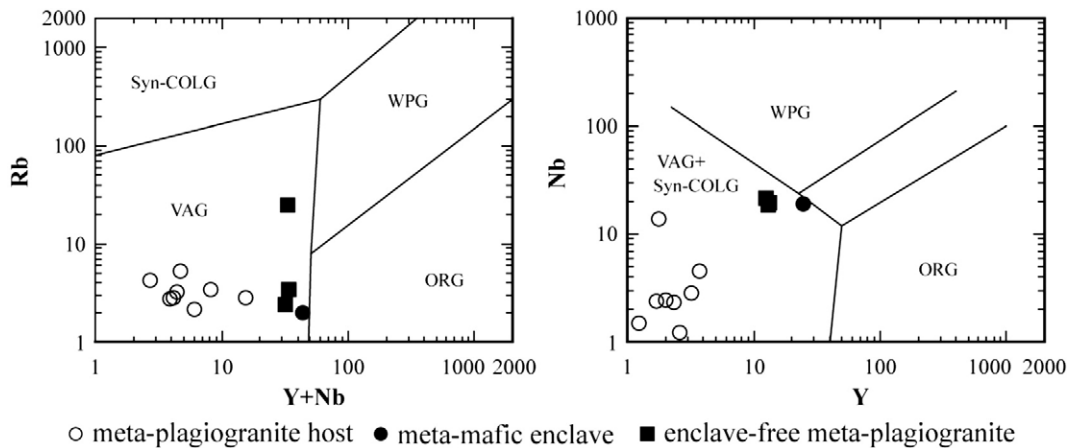 2000
1000
100
10
1
Rb
Syn-COLG
WPG
VAG
ORG
1 10 100 1000 2000
Y+Nb
2000
1000
100
10
1
Nb
WPG
VAG+
Syn-COLG
ORG
1 10 100 1000 2000
Y
meta-plagiogranite host meta-mafic enclave enclave-free meta-plagiogranite